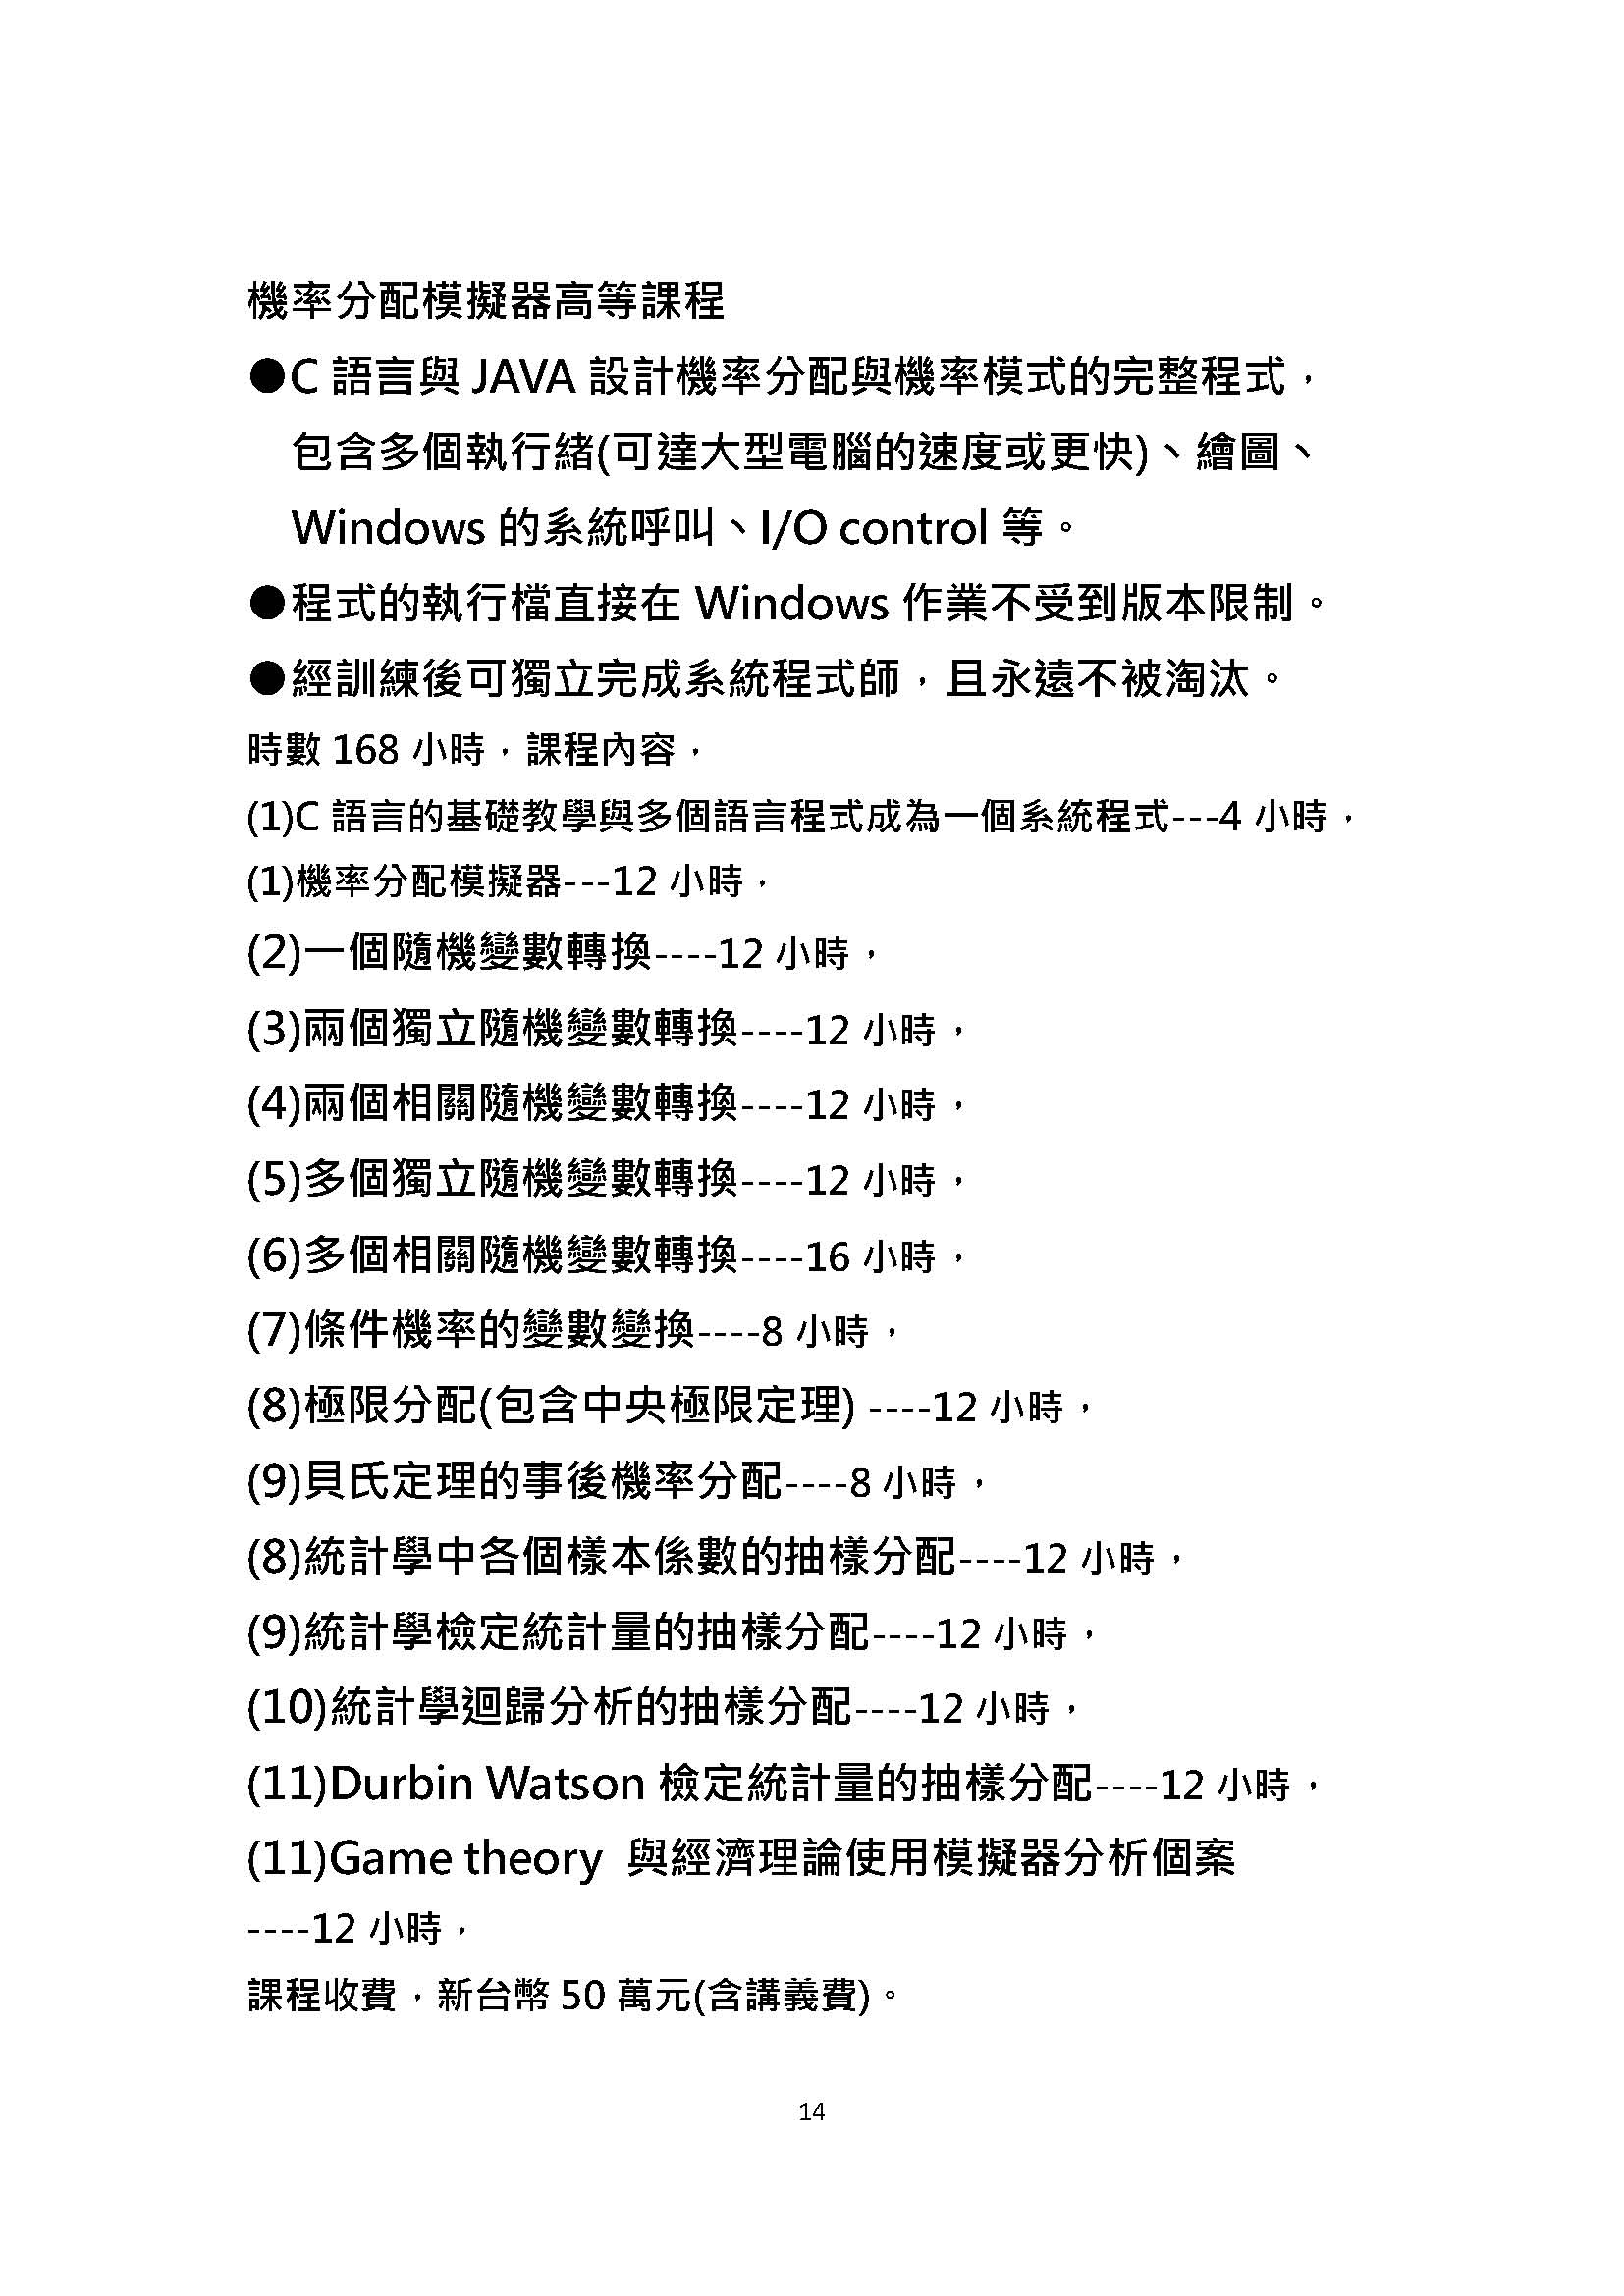 機率分配模擬器高等課程
●C 語言與 JAVA 設計機率分配與機率模式的完整程式，
包含多個執行緒(可達大型電腦的速度或更快)、繪圖、
Windows 的系統呼叫、I/O control 等。
●程式的執行檔直接在 Windows 作業不受到版本限制。
●經訓練後可獨立完成系統程式師，且永遠不被淘汰。
時數 168 小時，課程內容，
(1)C 語言的基礎教學與多個語言程式成為一個系統程式---4 小時，
(1)機率分配模擬器---12 小時，
(2)一個隨機變數轉換----12 小時，
(3)兩個獨立隨機變數轉換----12 小時，
(4)兩個相關隨機變數轉換----12 小時，
(5)多個獨立隨機變數轉換----12 小時，
(6)多個相關隨機變數轉換----16 小時，
(7)條件機率的變數變換----8 小時，
(8)極限分配(包含中央極限定理) ----12 小時，
(9)貝氏定理的事後機率分配----8 小時，
(8)統計學中各個樣本係數的抽樣分配----12 小時，
(9)統計學檢定統計量的抽樣分配----12 小時，
(10)統計學迴歸分析的抽樣分配----12 小時，
(11)Durbin Watson 檢定統計量的抽樣分配----12 小時，
(11)Game theory 與經濟理論使用模擬器分析個案
----12 小時，
課程收費，新台幣 50 萬元(含講義費)。
14